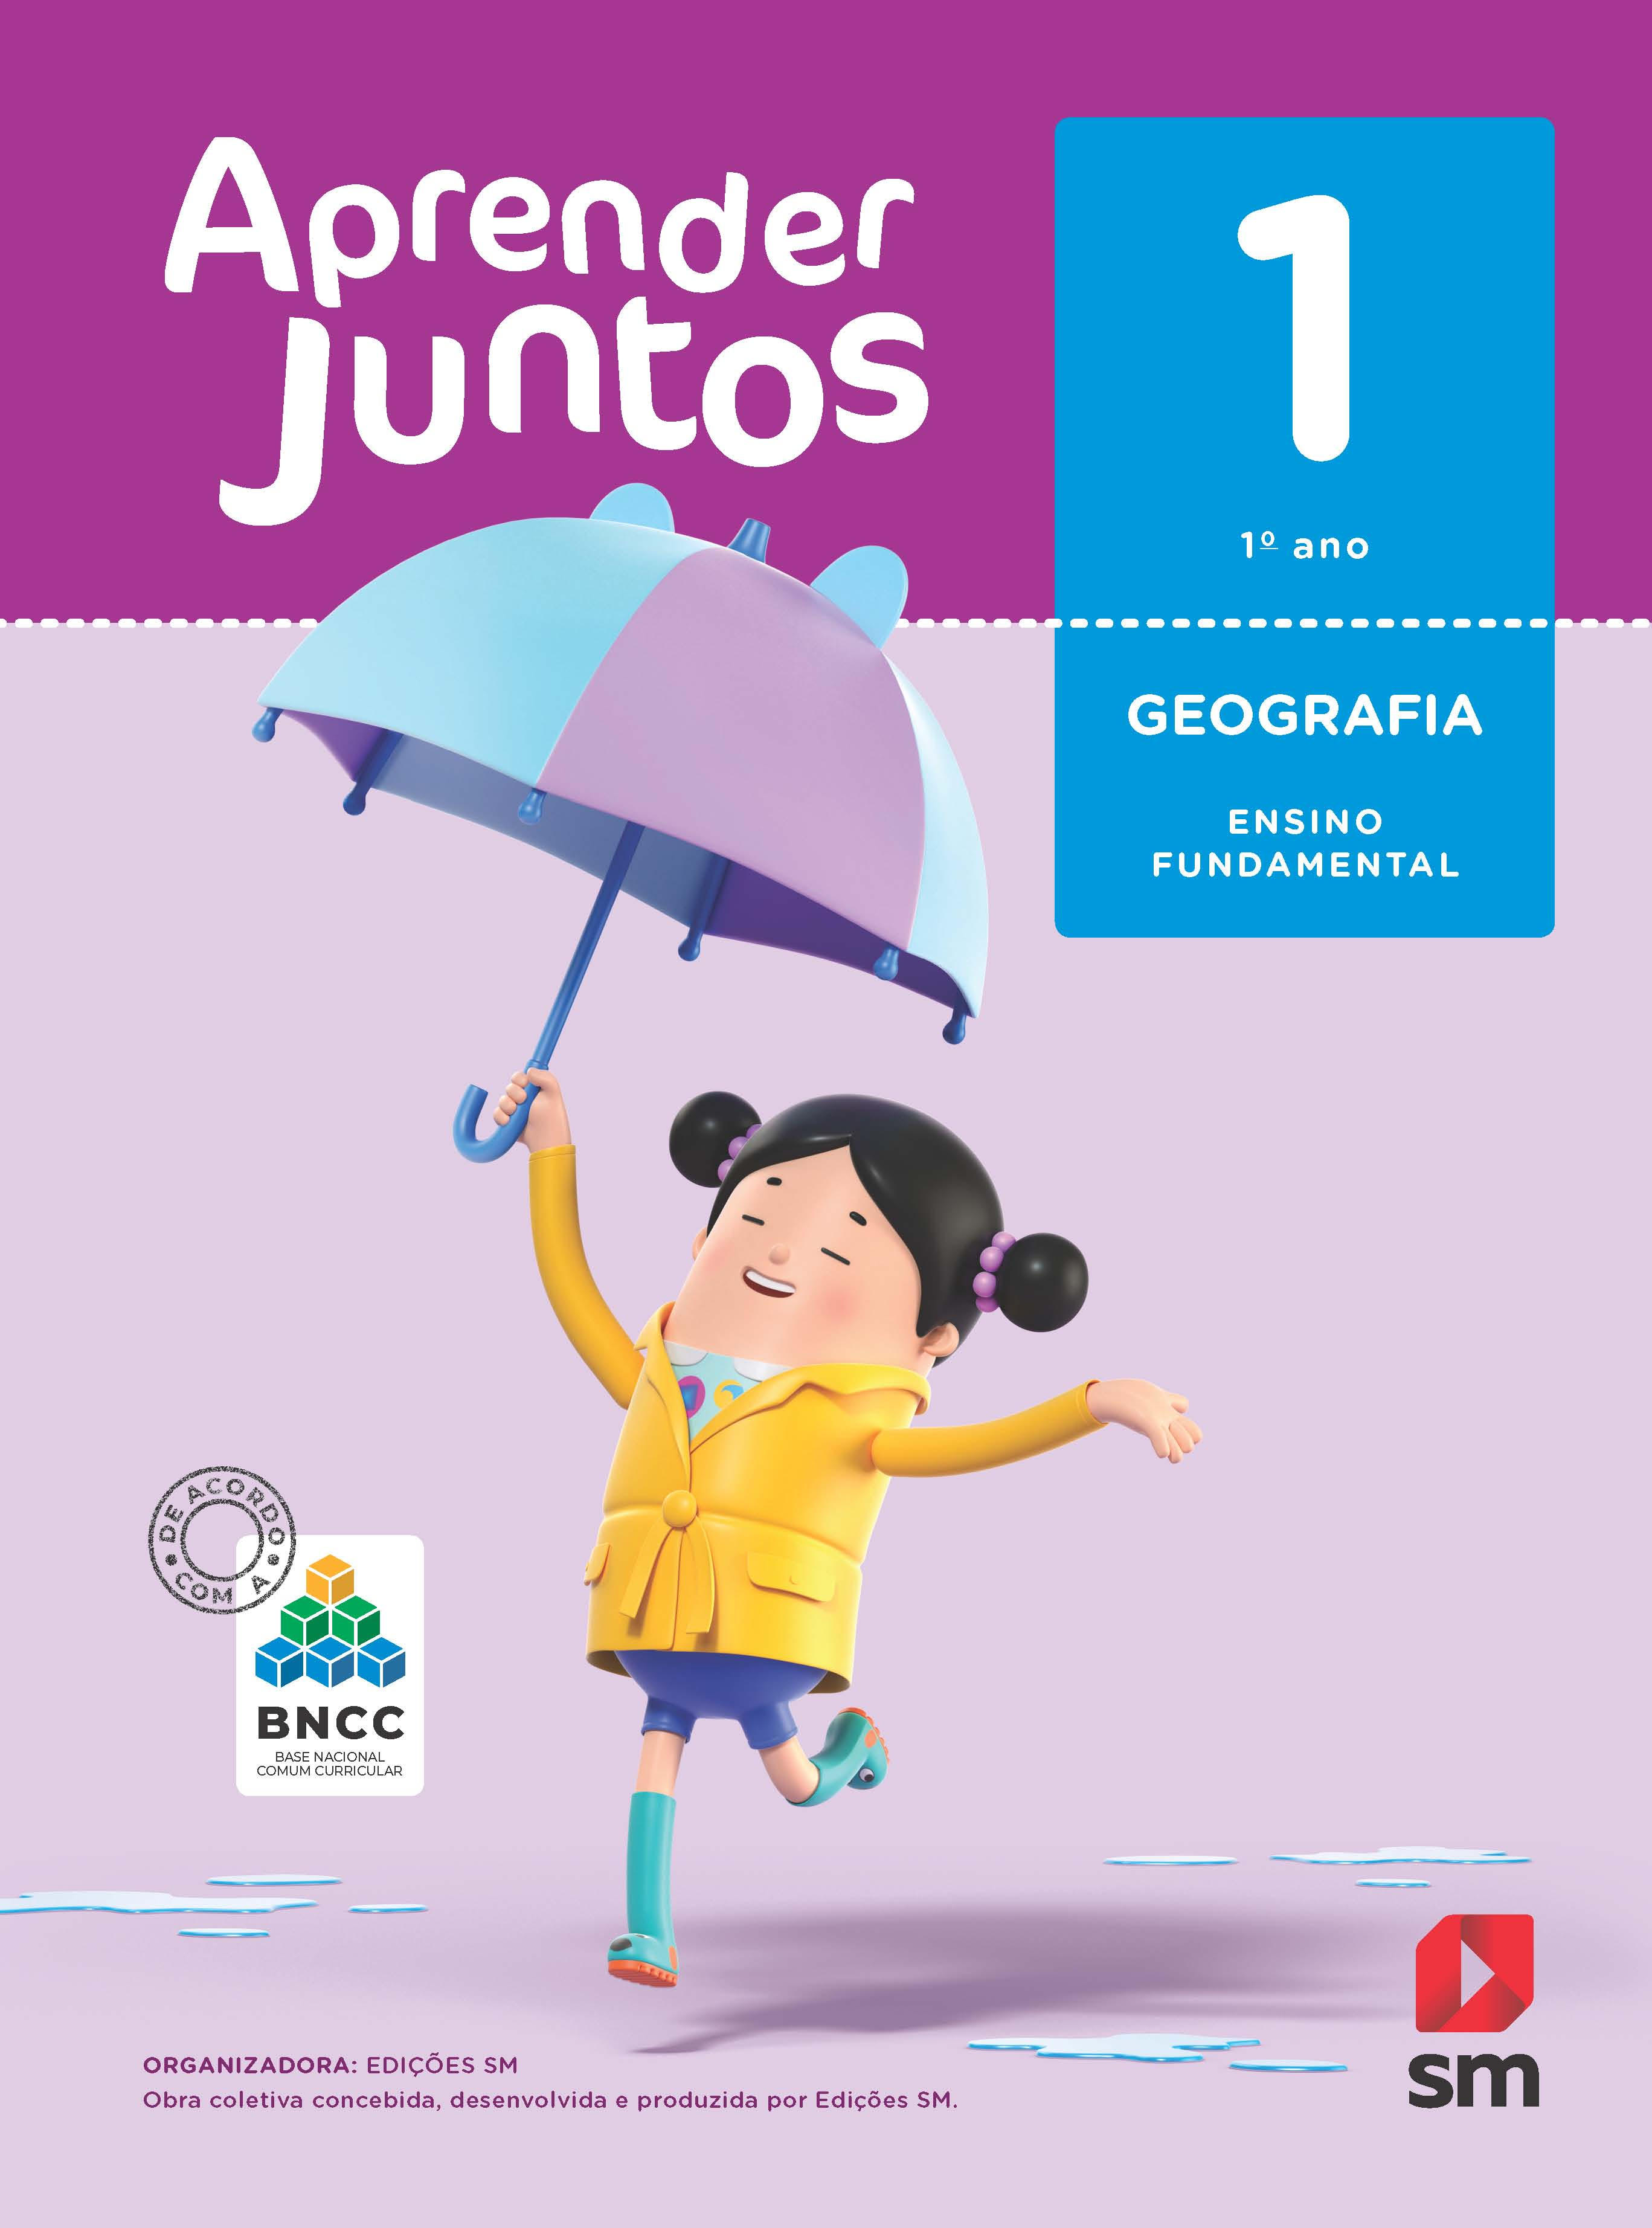 Aprender
juntos
1
1º ano
GEOGRAFIA
ENSINO
FUNDAMENTAL
DE ACORDO
COM A
BNCC
BASE NACIONAL
COMUM CURRICULAR
ORGANIZADORA: EDIÇÕES SM
Obra coletiva concebida, desenvolvida e produzida por Edições SM.
sm